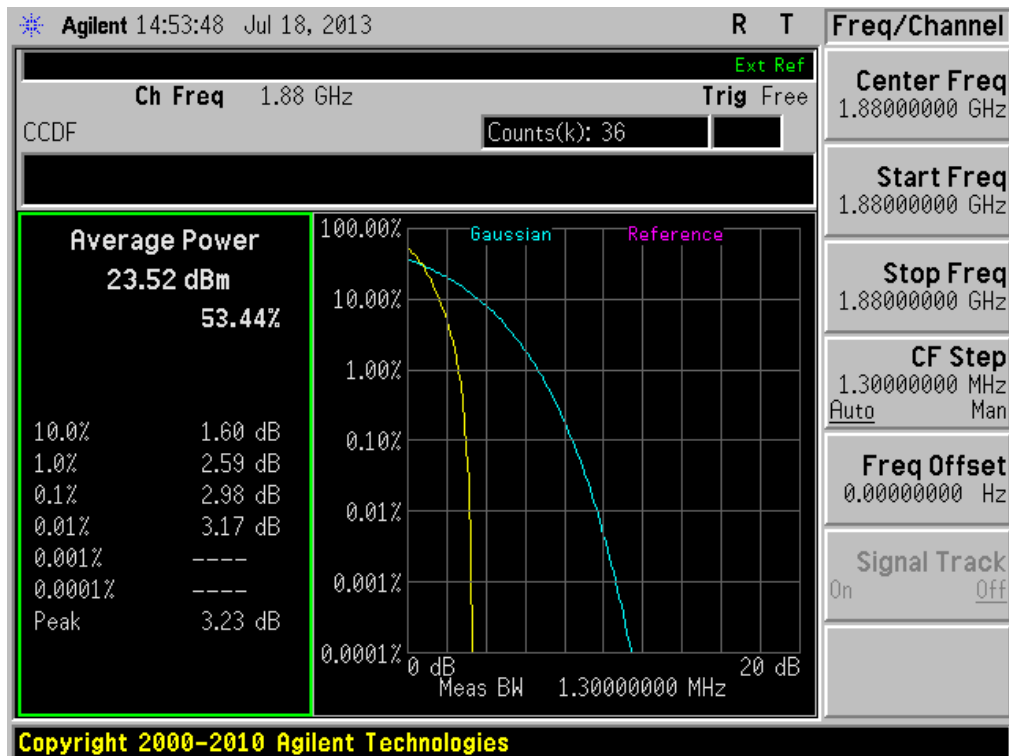 Agilent 14:53:48 Jul 18, 2013 R T
Ext Ref
Ch Freq 1.88 GHz Trig Free
CCDF Counts(k): 36
Average Power
23.52 dBm
53.44%
10.0% 1.60 dB
1.0% 2.59 dB
0.1% 2.98 dB
0.01% 3.17 dB
0.001% ----
0.0001% ----
Peak 3.23 dB
Gaussian Reference
100.00%
10.00%
1.00%
0.10%
0.01%
0.001%
0.0001%
0 dB 20 dB
Meas BW 1.30000000 MHz
Freq/Channel
Center Freq
1.88000000 GHz
Start Freq
1.88000000 GHz
Stop Freq
1.88000000 GHz
CF Step
1.30000000 MHz
Auto Man
Freq Offset
0.00000000 Hz
Signal Track
On Off
Copyright 2000-2010 Agilent Technologies